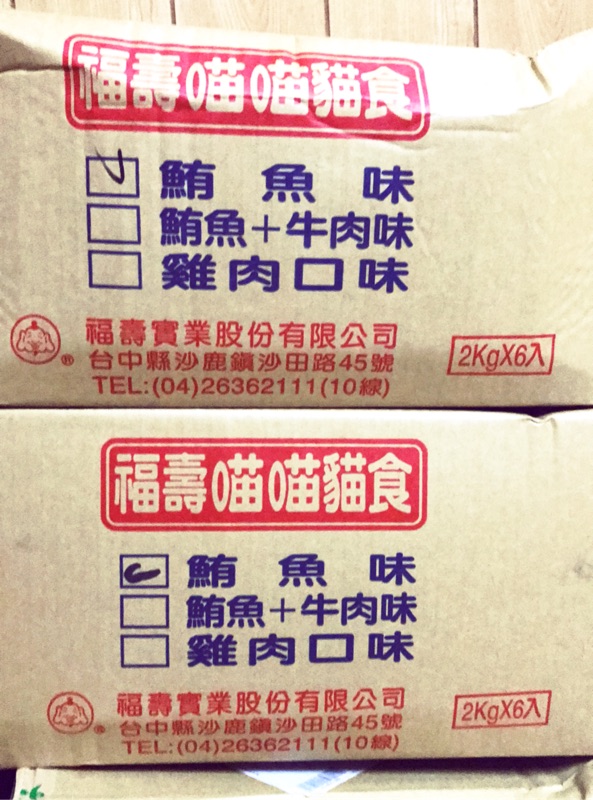 福壽喵喵貓食
鮪魚味
鮪魚+牛肉味
雞肉口味
福壽實業股份有限公司
台中縣沙鹿鎮沙田路45號
TEL:(04)26362111(10線)
2KgX6入
®
福壽喵喵貓食
鮪魚味
鮪魚+牛肉味
雞肉口味
福壽實業股份有限公司
台中縣沙鹿鎮沙田路45號
TEL:(04)26362111(10線)
2KgX6入
®